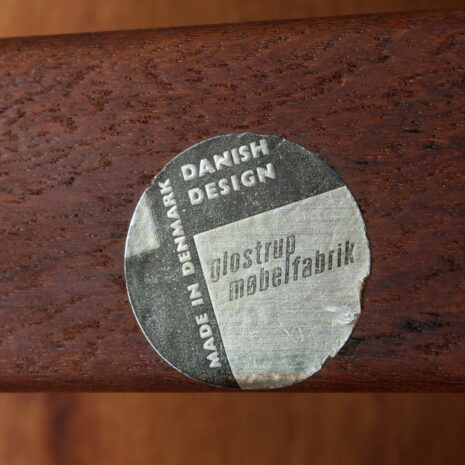 DANISH
DESIGN
MADE IN DENMARK
glostrup
møbelfabrik